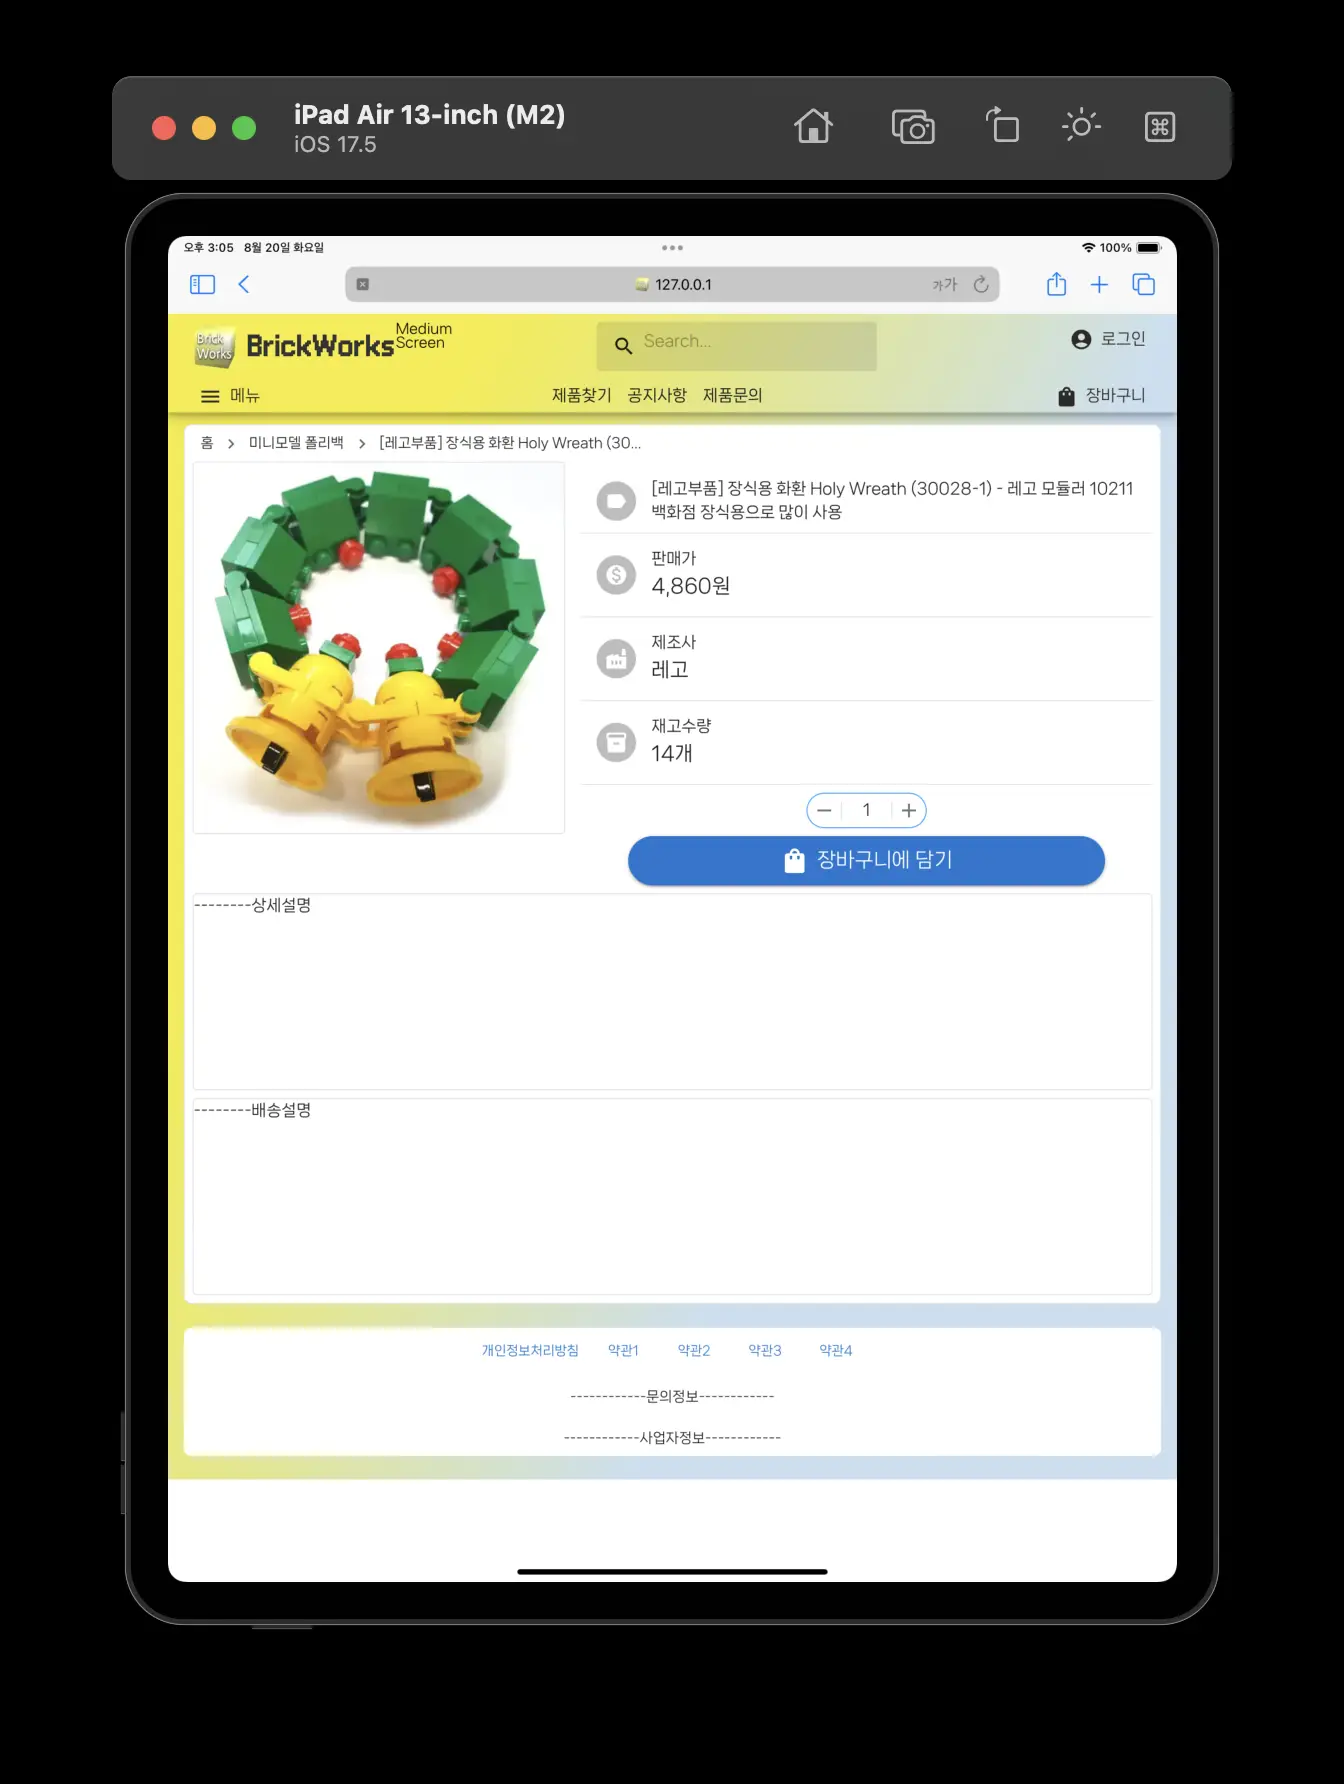 iPad Air 13-inch (M2)
iOS 17.5
오후 3:05 8월 20일 화요일
100%
127.0.0.1
가가
Brick
Works
BrickWorks
Medium
Screen
Search...
로그인
메뉴
제품찾기 공지사항 제품문의
장바구니
홈 > 미니모델 폴리백 > [레고부품] 장식용 화환 Holy Wreath (30...
[레고부품] 장식용 화환 Holy Wreath (30028-1) - 레고 모듈러 10211
백화점 장식용으로 많이 사용
판매가
4,860원
제조사
레고
재고수량
14개
1
장바구니에 담기
--------상세설명
--------배송설명
개인정보처리방침 약관1 약관2 약관3 약관4
------------문의정보------------
------------사업자정보------------